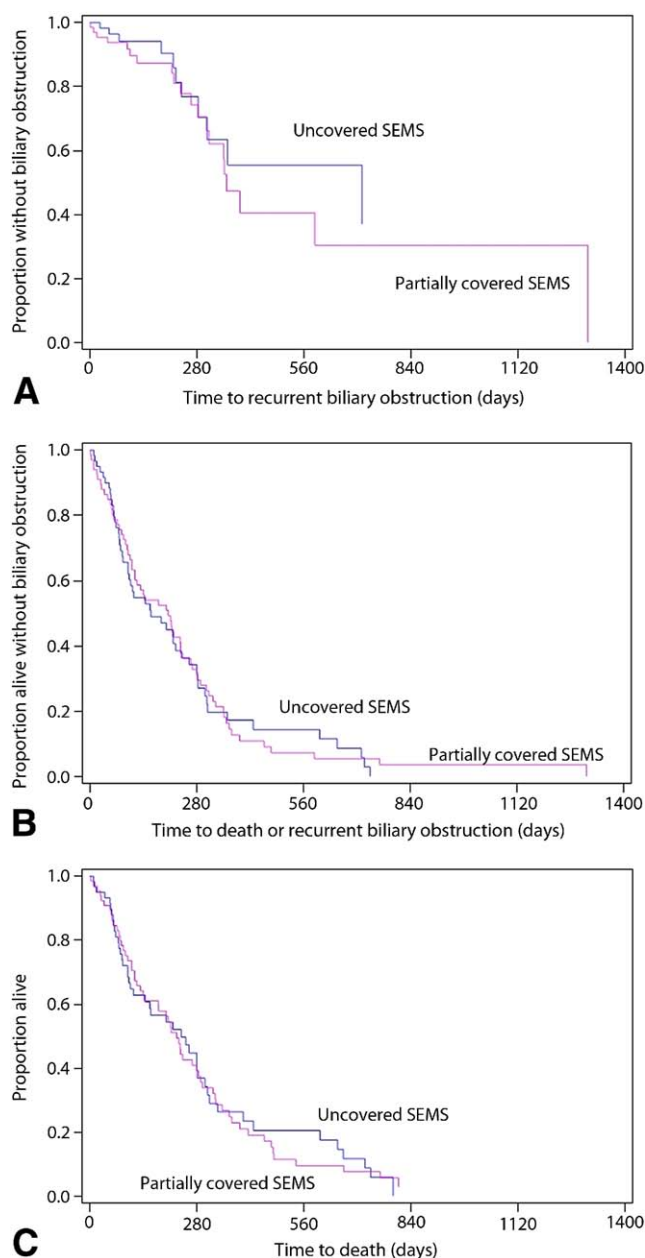 Proportion without biliary obstruction
1.0
0.8
0.6
0.4
0.2
0.0
Uncovered SEMS
Partially covered SEMS
0 280 560 840 1120 1400
A
Time to recurrent biliary obstruction (days)
Proportion alive without biliary obstruction
1.0
0.8
0.6
0.4
0.2
0.0
Uncovered SEMS
Partially covered SEMS
0 280 560 840 1120 1400
B
Time to death or recurrent biliary obstruction (days)
Proportion alive
1.0
0.8
0.6
0.4
0.2
0.0
Uncovered SEMS
Partially covered SEMS
0 280 560 840 1120 1400
C
Time to death (days)